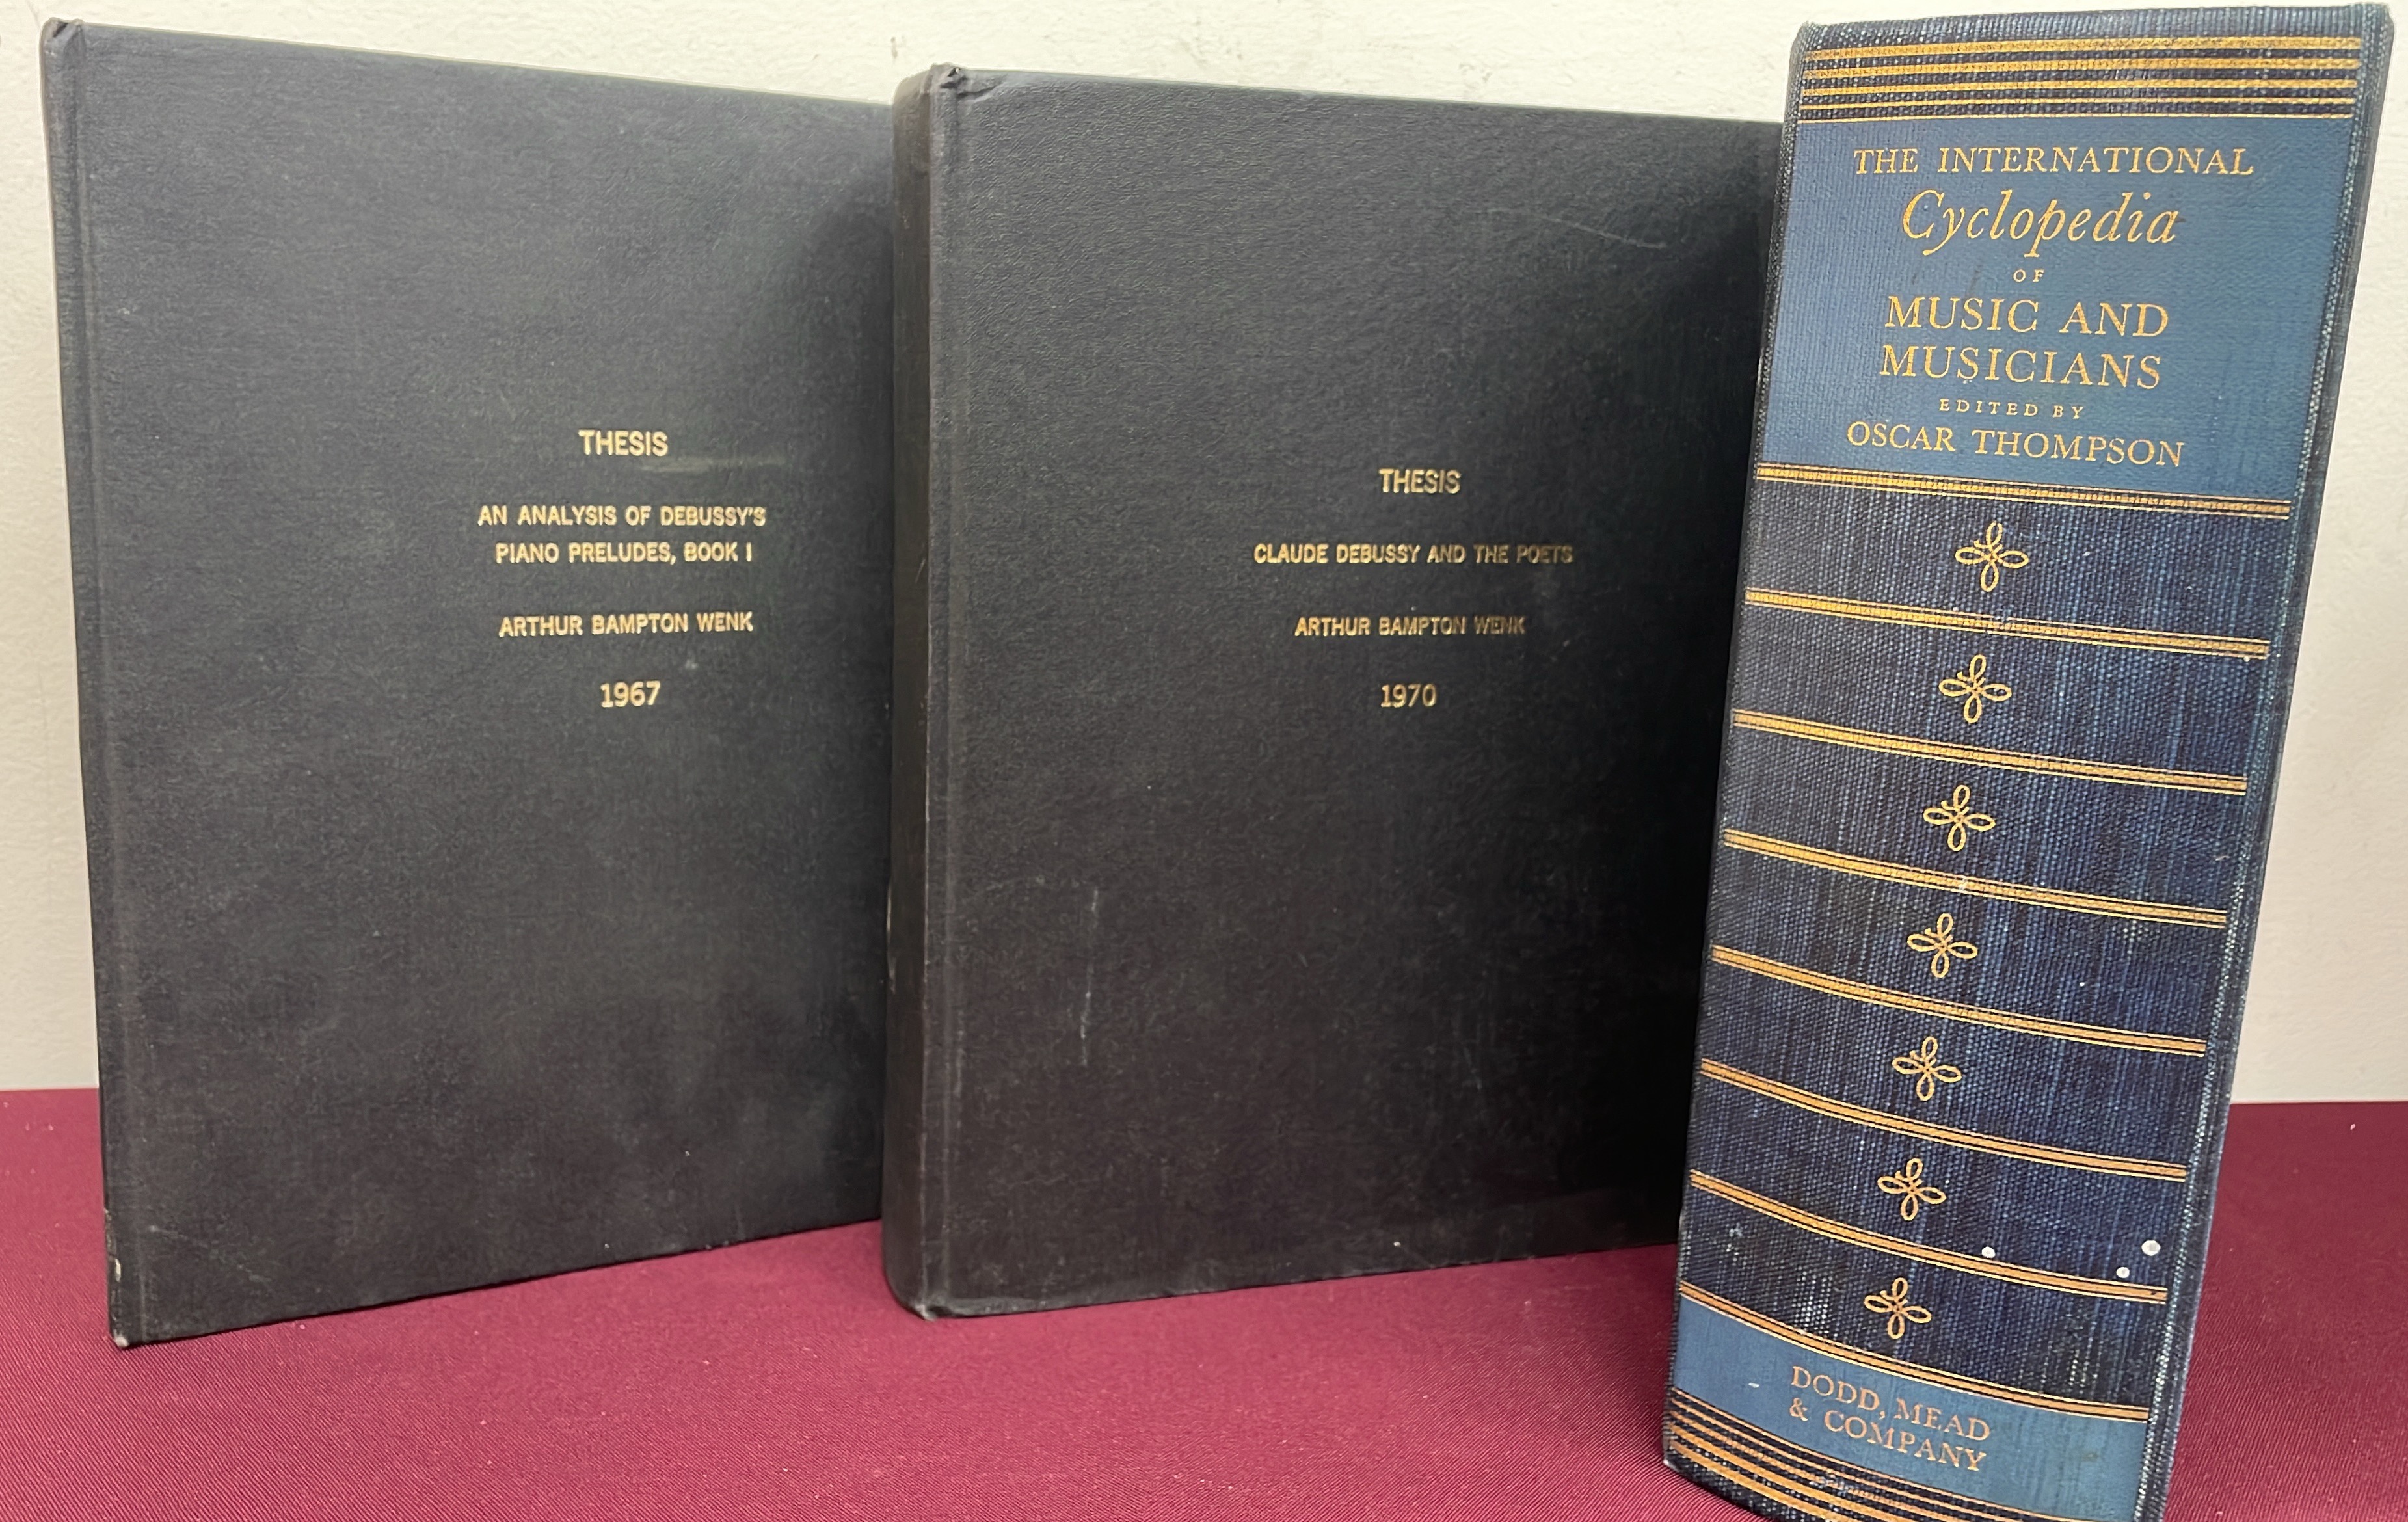 THESIS
AN ANALYSIS OF DEBUSSY'S
PIANO PRELUDES, BOOK I
ARTHUR BAMPTON WENK
1967
THESIS
CLAUDE DEBUSSY AND THE POETS
ARTHUR BAMPTON WENK
1970
THE INTERNATIONAL
Cyclopedia
OF
MUSIC AND
MUSICIANS
EDITED BY
OSCAR THOMPSON
DODD, MEAD
& COMPANY